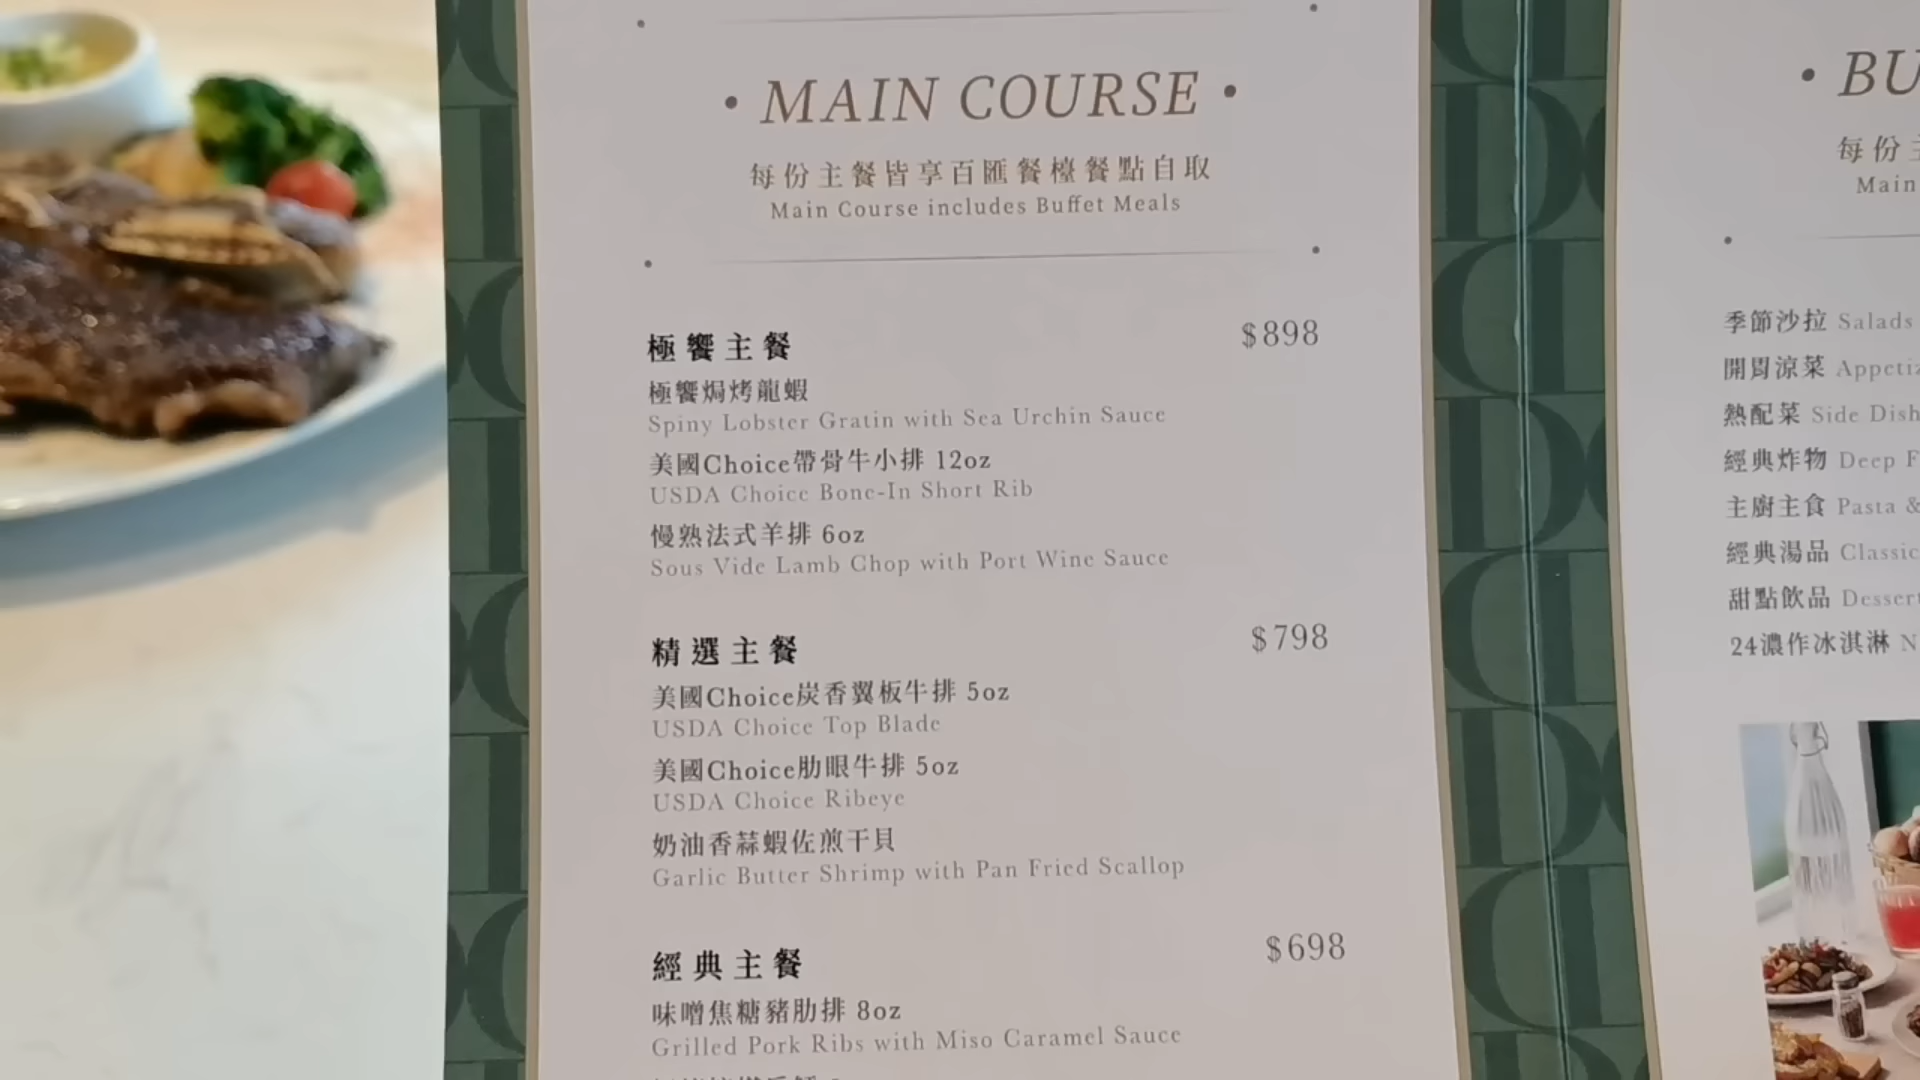 MAIN COURSE
每份主餐皆享百匯餐檯餐點自取
Main Course includes Buffet Meals
極饗主餐 $898
極饗焗烤龍蝦
Spiny Lobster Gratin with Sea Urchin Sauce
美國Choice帶骨牛小排 12oz
USDA Choice Bone-In Short Rib
慢熟法式羊排 6oz
Sous Vide Lamb Chop with Port Wine Sauce
精選主餐 $798
美國Choice炭香翼板牛排 5oz
USDA Choice Top Blade
美國Choice肋眼牛排 5oz
USDA Choice Ribeye
奶油香蒜蝦佐煎干貝
Garlic Butter Shrimp with Pan Fried Scallop
經典主餐 $698
味噌焦糖豬肋排 8oz
Grilled Pork Ribs with Miso Caramel Sauce
BU
每份
Main
季節沙拉 Salads
開胃涼菜 Appetiz
熱配菜 Side Dish
經典炸物 Deep F
主廚主食 Pasta &
經典湯品 Classic
甜點飲品 Dessert
24濃作冰淇淋 N